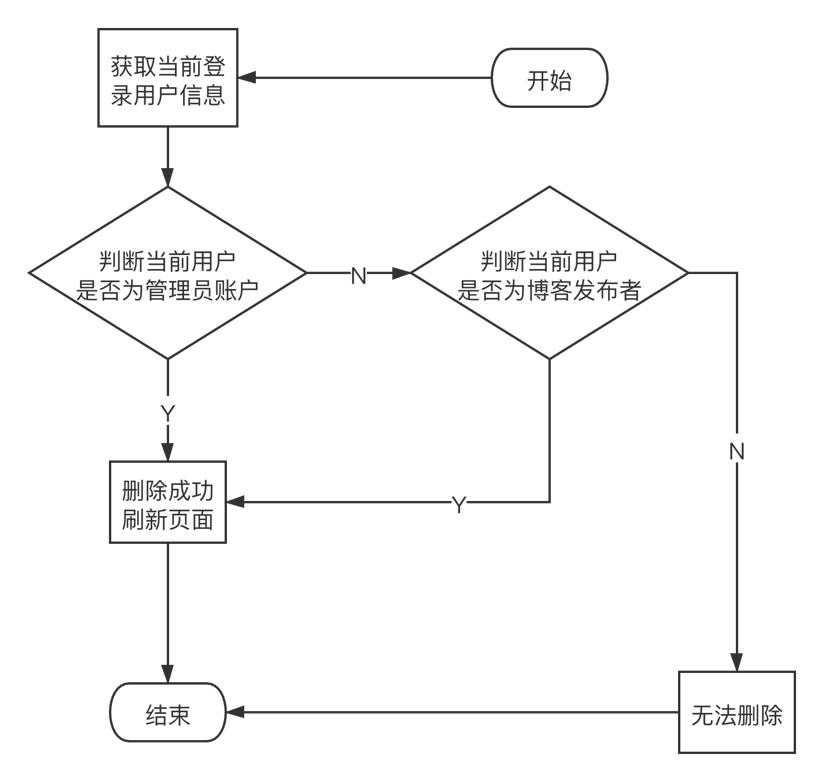 开始
获取当前登
录用户信息
判断当前用户
是否为管理员账户
N
判断当前用户
是否为博客发布者
Y
N
删除成功
刷新页面
Y
结束
无法删除